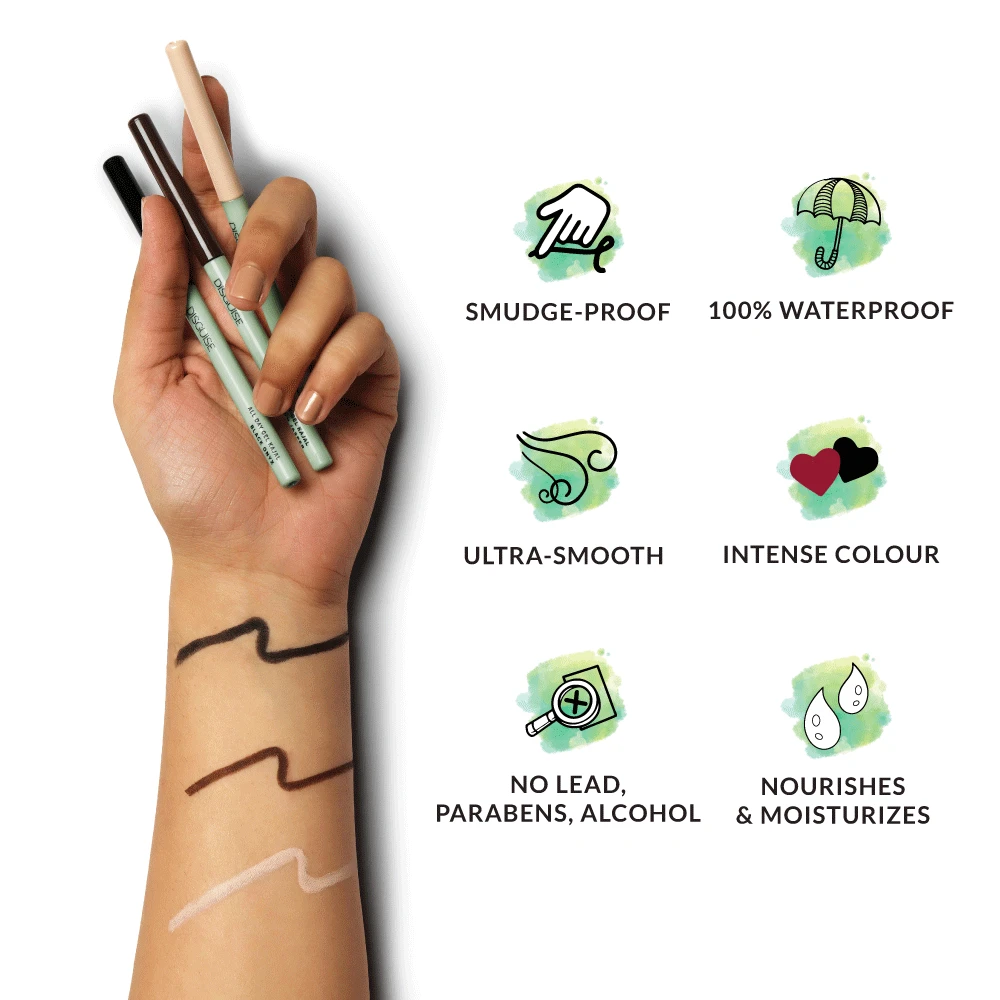 DISGUISE
DISGUISE
ALL DAY GEL KAJAL
BLACK ONYX
SMUDGE-PROOF
100% WATERPROOF
ULTRA-SMOOTH
INTENSE COLOUR
NO LEAD,
PARABENS, ALCOHOL
NOURISHES
& MOISTURIZES